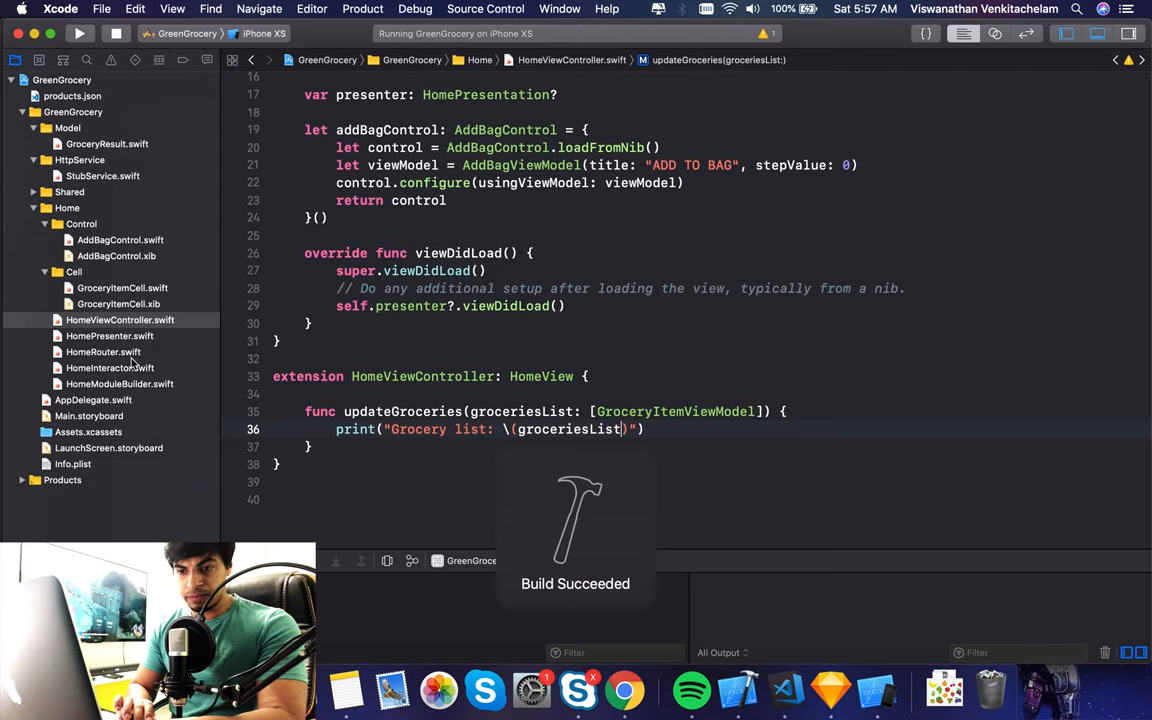 Xcode File Edit View Find Navigate Editor Product Debug Source Control Window Help 100% Sat 5:57 AM Viswanathan Venkitachelam
GreenGrocery iPhone XS Running GreenGrocery on iPhone XS 1
GreenGrocery GreenGrocery Home HomeViewController.swift M updateGroceries(groceriesList:)
GreenGrocery
products.json
GreenGrocery
Model
GroceryResult.swift
HttpService
StubService.swift
Shared
Home
Control
AddBagControl.swift
AddBagControl.xib
Cell
GroceryItemCell.swift
GroceryItemCell.xib
HomeViewController.swift
HomePresenter.swift
HomeRouter.swift
HomeInteractor.swift
HomeModuleBuilder.swift
AppDelegate.swift
Main.storyboard
Assets.xcassets
LaunchScreen.storyboard
Info.plist
Products
16
17 var presenter: HomePresentation?
18
19 let addBagControl: AddBagControl = {
20 let control = AddBagControl.loadFromNib()
21 let viewModel = AddBagViewModel(title: "ADD TO BAG", stepValue: 0)
22 control.configure(usingViewModel: viewModel)
23 return control
24 }()
25
26 override func viewDidLoad() {
27 super.viewDidLoad()
28 // Do any additional setup after loading the view, typically from a nib.
29 self.presenter?.viewDidLoad()
30 }
31 }
32
33 extension HomeViewController: HomeView {
34
35 func updateGroceries(groceriesList: [GroceryItemViewModel]) {
36 print("Grocery list: \(groceriesList)")
37 }
38 }
39
40
Build Succeeded
GreenGroce
Filter All Output Filter
1 X